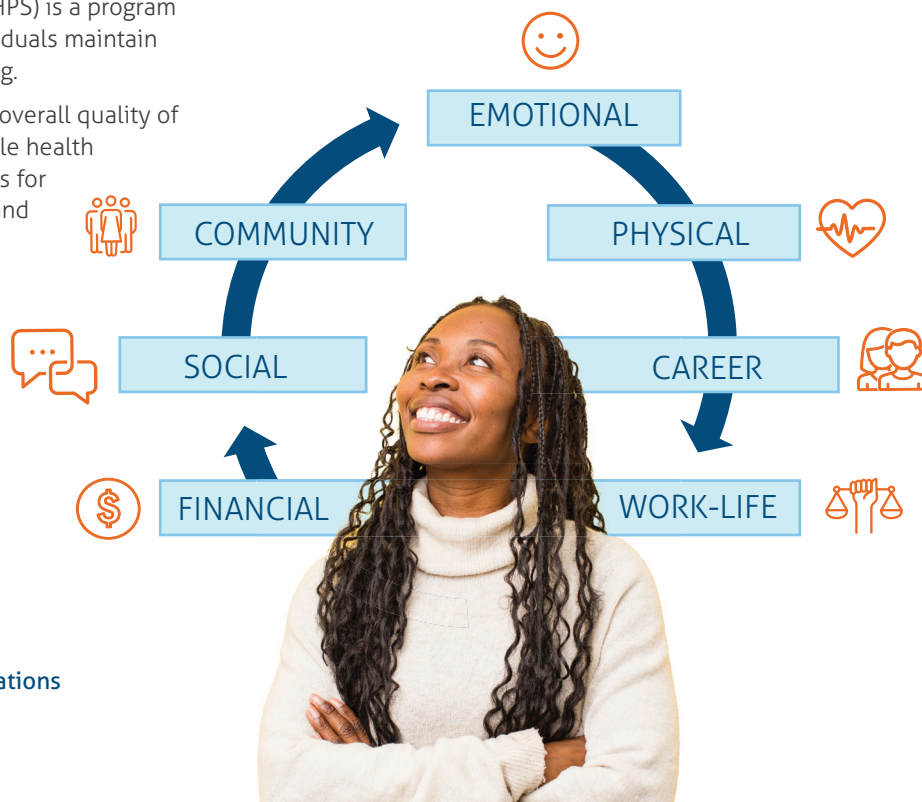 HPS) is a program
duals maintain
g.
overall quality of
le health
s for
and
EMOTIONAL
COMMUNITY
PHYSICAL
SOCIAL
CAREER
FINANCIAL
WORK-LIFE
ations
$